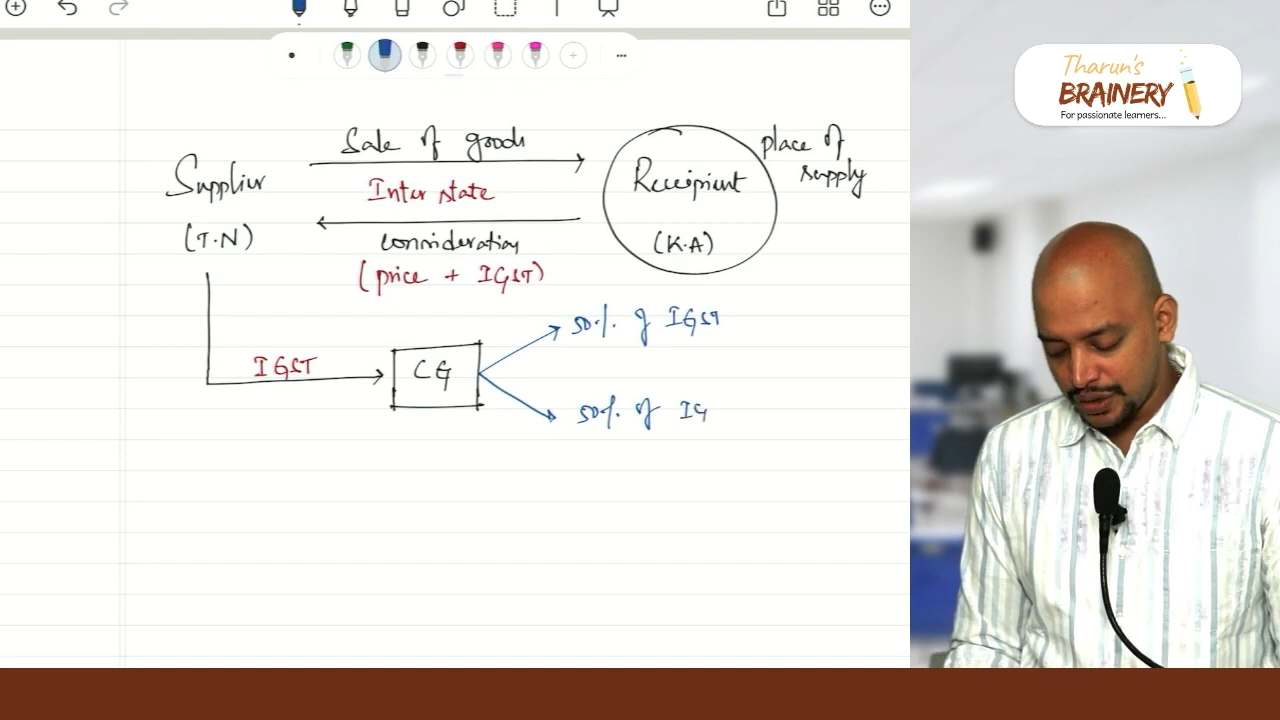 Tharun's
BRAINERY
For passionate learners...
Sale of goods
place of
supply
Supplier
Inter state
Recipient
(T.N)
consideration
(K.A)
(price + IGST)
50% of IGST
IGST
CG
50% of IG